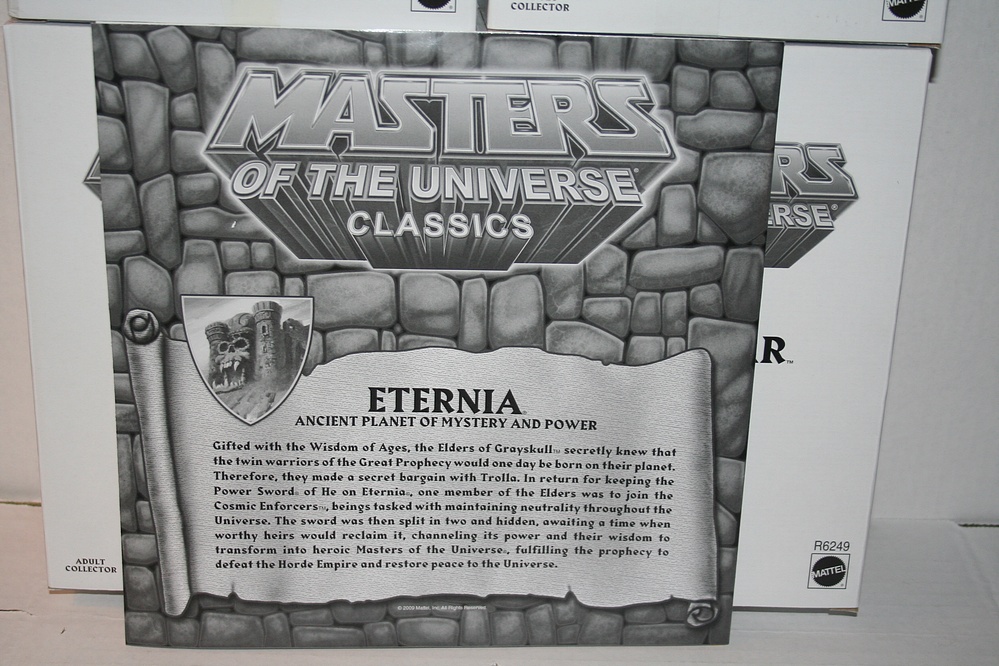 COLLECTOR
MASTERS
OF THE UNIVERSE®
CLASSICS
RS
ERSE®
ETERNIA®
ANCIENT PLANET OF MYSTERY AND POWER
Gifted with the Wisdom of Ages, the Elders of Grayskull™ secretly knew that
the twin warriors of the Great Prophecy would one day be born on their planet.
Therefore, they made a secret bargain with Trolla. In return for keeping the
Power Sword® of He on Eternia®, one member of the Elders was to join the
Cosmic Enforcers™, beings tasked with maintaining neutrality throughout the
Universe. The sword was then split in two and hidden, awaiting a time when
worthy heirs would reclaim it, channeling its power and their wisdom to
transform into heroic Masters of the Universe®, fulfilling the prophecy to
defeat the Horde Empire and restore peace to the Universe.
AR™
R6249
MATTEL
ADULT
COLLECTOR